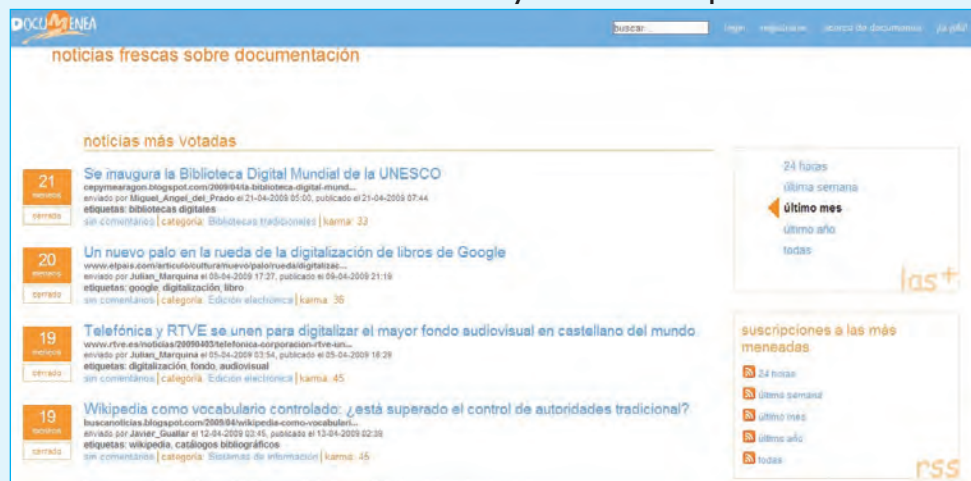 DOCUMENEA
buscar...
login registrarse acerca de documenea
noticias frescas sobre documentación
noticias más votadas
21
meneos
cerrado
Se inaugura la Biblioteca Digital Mundial de la UNESCO
cepymearagon.blogspot.com/2009/04/la-biblioteca-digital-mund...
enviado por Miguel_Angel_del_Prado el 21-04-2009 05:00, publicado el 21-04-2009 07:44
etiquetas: bibliotecas digitales
sin comentarios | categoría: Bibliotecas tradicionales | karma: 33
20
meneos
cerrado
Un nuevo palo en la rueda de la digitalización de libros de Google
www.elpais.com/articulo/cultura/nuevo/palo/rueda/digitalizac...
enviado por Julian_Marquina el 08-04-2009 17:27, publicado el 09-04-2009 21:19
etiquetas: google, digitalización, libro
sin comentarios | categoría: Edición electrónica | karma: 36
19
meneos
cerrado
Telefónica y RTVE se unen para digitalizar el mayor fondo audiovisual en castellano del mundo
www.rtve.es/noticias/20090403/telefonica-corporacion-rtve-un...
enviado por Julian_Marquina el 05-04-2009 03:54, publicado el 05-04-2009 16:29
etiquetas: digitalización, fondo, audiovisual
sin comentarios | categoría: Edición electrónica | karma: 45
19
meneos
cerrado
Wikipedia como vocabulario controlado: ¿está superado el control de autoridades tradicional?
buscanoticias.blogspot.com/2009/04/wikipedia-como-vocabulari...
enviado por Javier_Guallar el 12-04-2009 03:45, publicado el 13-04-2009 02:39
etiquetas: wikipedia, catálogos bibliográficos
sin comentarios | categoría: Sistemas de información | karma: 45
24 horas
última semana
último mes
último año
todas
las+
suscripciones a las más
meneadas
24 horas
última semana
último mes
último año
todas
rss